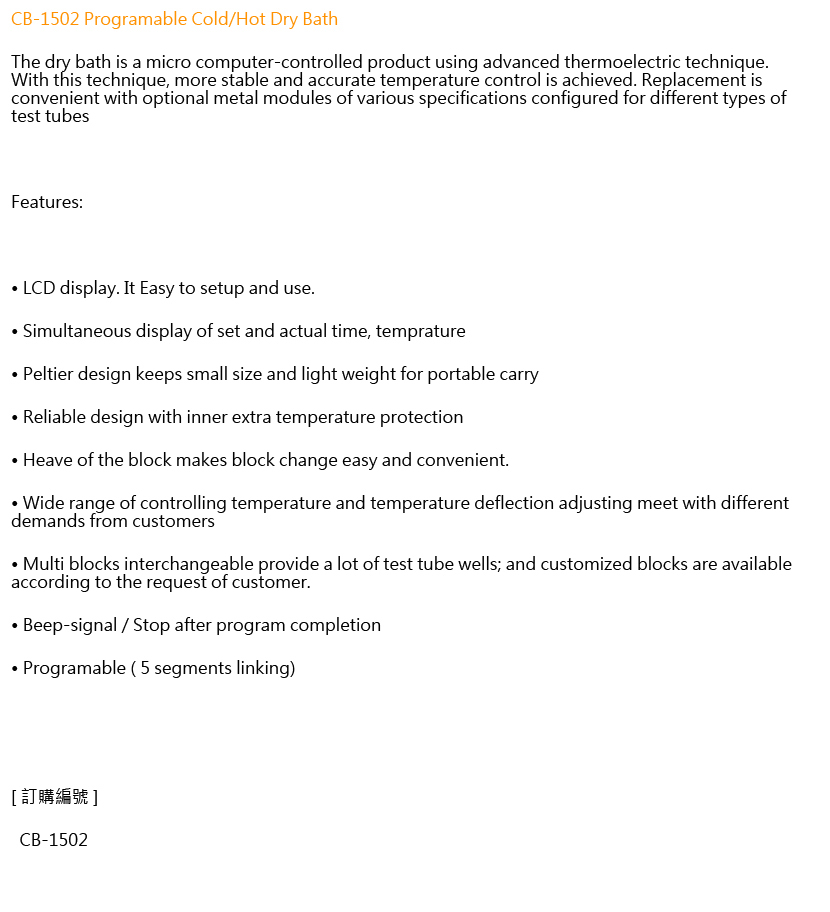 CB-1502 Programable Cold/Hot Dry Bath
The dry bath is a micro computer-controlled product using advanced thermoelectric technique.
With this technique, more stable and accurate temperature control is achieved. Replacement is
convenient with optional metal modules of various specifications configured for different types of
test tubes
Features:
• LCD display. It Easy to setup and use.
• Simultaneous display of set and actual time, temprature
• Peltier design keeps small size and light weight for portable carry
• Reliable design with inner extra temperature protection
• Heave of the block makes block change easy and convenient.
• Wide range of controlling temperature and temperature deflection adjusting meet with different
demands from customers
• Multi blocks interchangeable provide a lot of test tube wells; and customized blocks are available
according to the request of customer.
• Beep-signal / Stop after program completion
• Programable ( 5 segments linking)
[ 訂購編號 ]
CB-1502